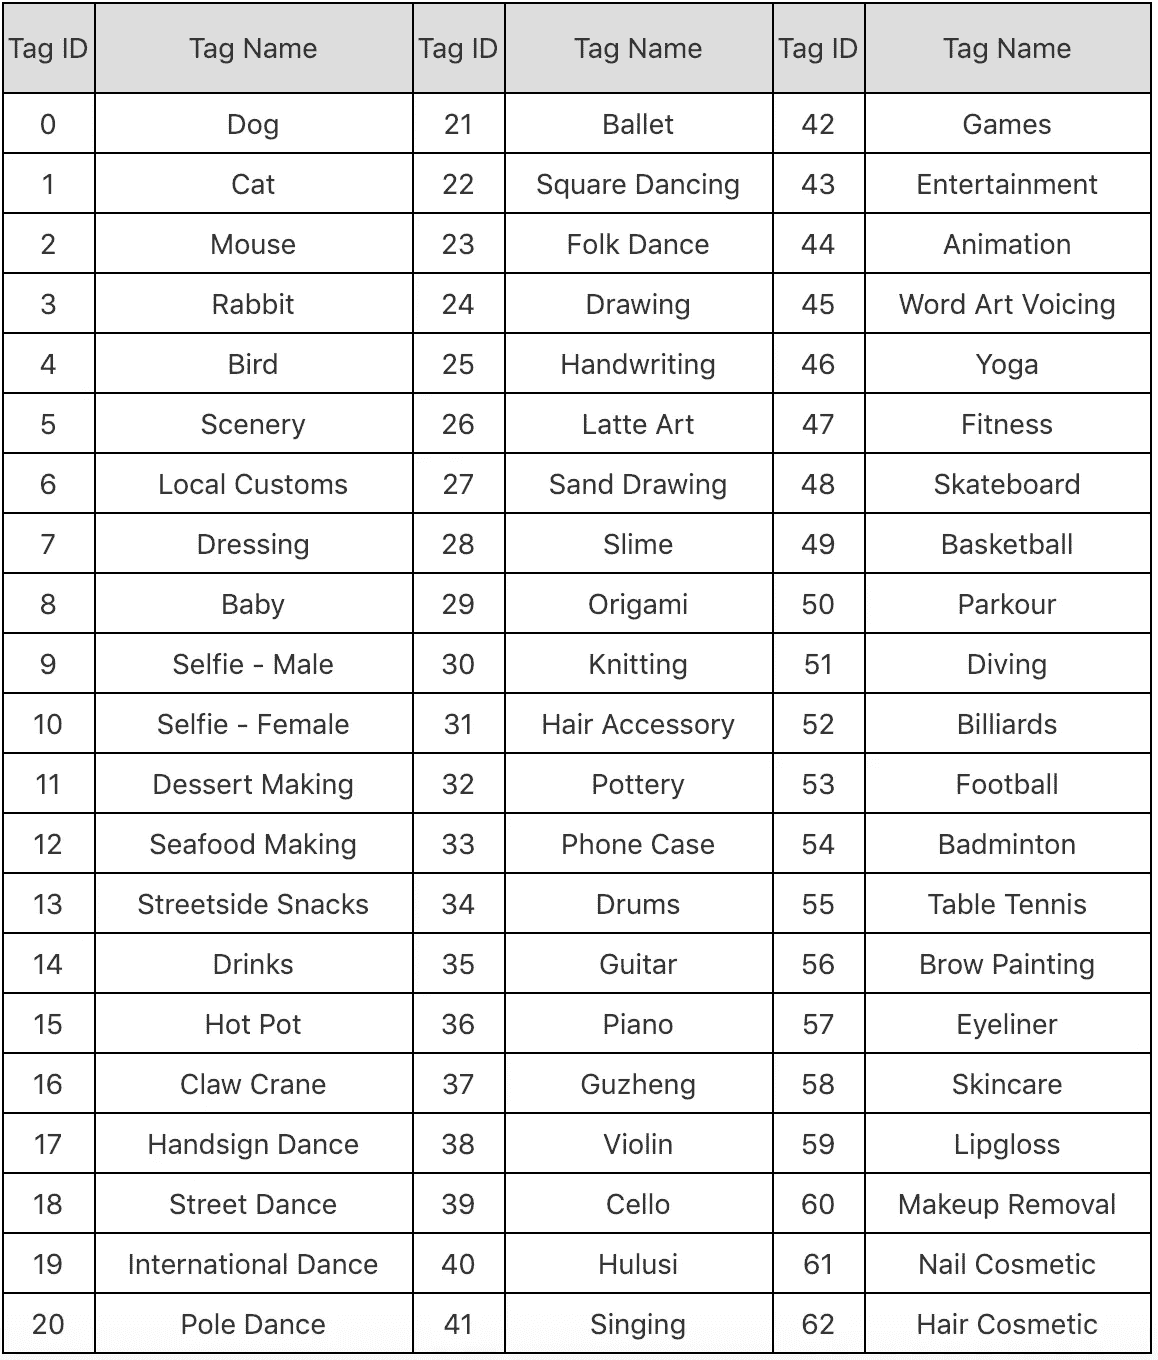 Tag ID Tag Name Tag ID Tag Name Tag ID Tag Name
0 Dog 21 Ballet 42 Games
1 Cat 22 Square Dancing 43 Entertainment
2 Mouse 23 Folk Dance 44 Animation
3 Rabbit 24 Drawing 45 Word Art Voicing
4 Bird 25 Handwriting 46 Yoga
5 Scenery 26 Latte Art 47 Fitness
6 Local Customs 27 Sand Drawing 48 Skateboard
7 Dressing 28 Slime 49 Basketball
8 Baby 29 Origami 50 Parkour
9 Selfie - Male 30 Knitting 51 Diving
10 Selfie - Female 31 Hair Accessory 52 Billiards
11 Dessert Making 32 Pottery 53 Football
12 Seafood Making 33 Phone Case 54 Badminton
13 Streetside Snacks 34 Drums 55 Table Tennis
14 Drinks 35 Guitar 56 Brow Painting
15 Hot Pot 36 Piano 57 Eyeliner
16 Claw Crane 37 Guzheng 58 Skincare
17 Handsign Dance 38 Violin 59 Lipgloss
18 Street Dance 39 Cello 60 Makeup Removal
19 International Dance 40 Hulusi 61 Nail Cosmetic
20 Pole Dance 41 Singing 62 Hair Cosmetic